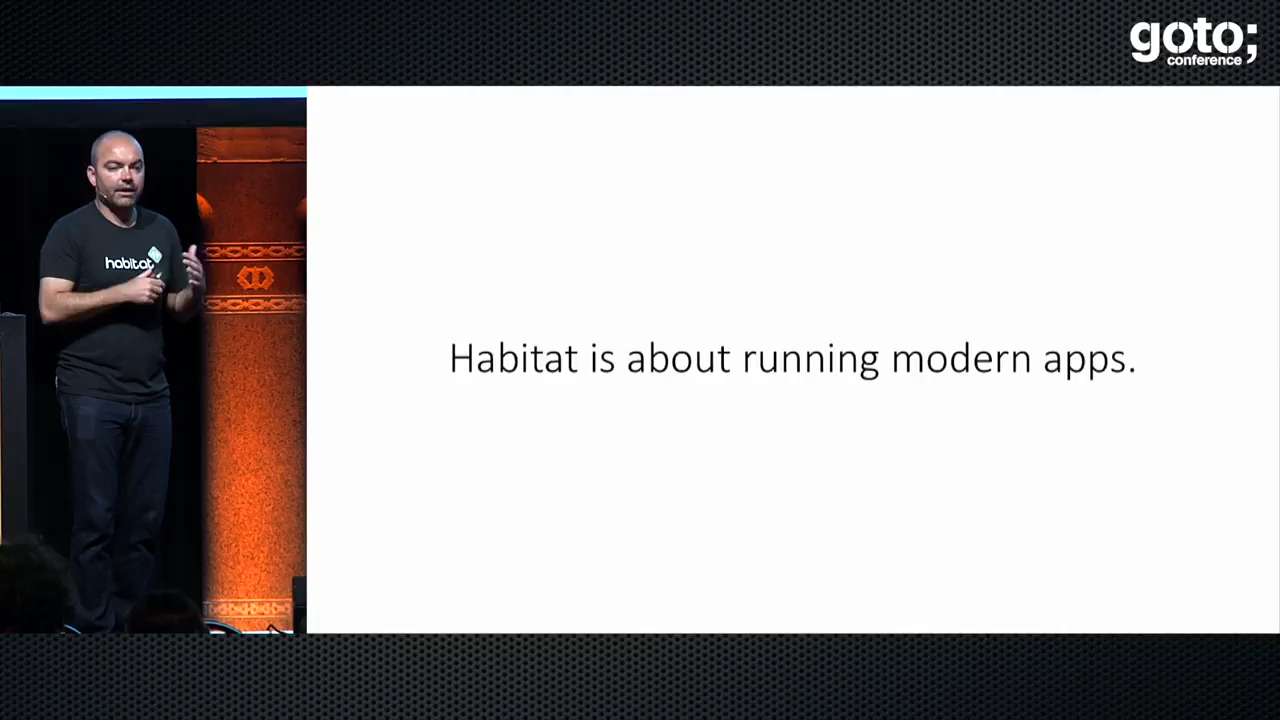 goto;
conference
habitat
Habitat is about running modern apps.